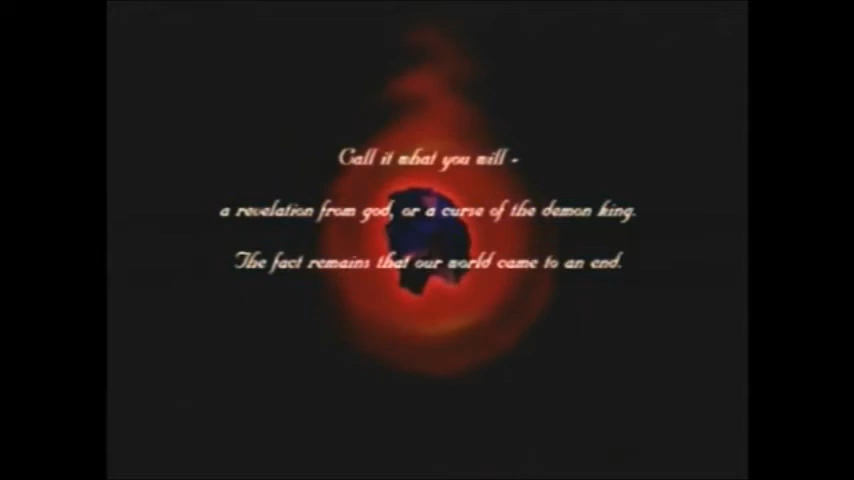 Call it what you will -
a revelation from god, or a curse of the demon king.
The fact remains that our world came to an end.